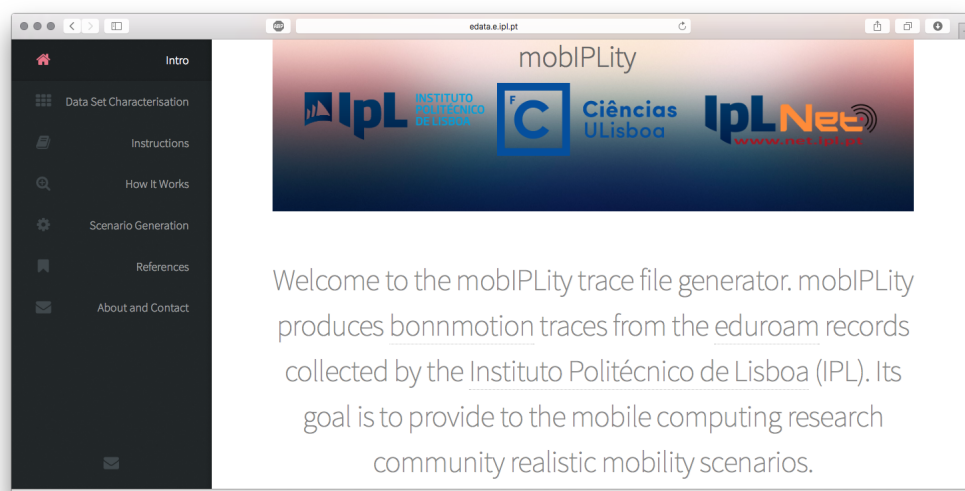 ABP
edata.e.ipl.pt
Intro
Data Set Characterisation
Instructions
How It Works
Scenario Generation
References
About and Contact
mobIPLity
IPL INSTITUTO
POLITÉCNICO
DE LISBOA
F
C
Ciências
ULisboa
IPLNet
www.net.ipl.pt
Welcome to the mobIPLity trace file generator. mobIPLity
produces bonnmotion traces from the eduroam records
collected by the Instituto Politécnico de Lisboa (IPL). Its
goal is to provide to the mobile computing research
community realistic mobility scenarios.